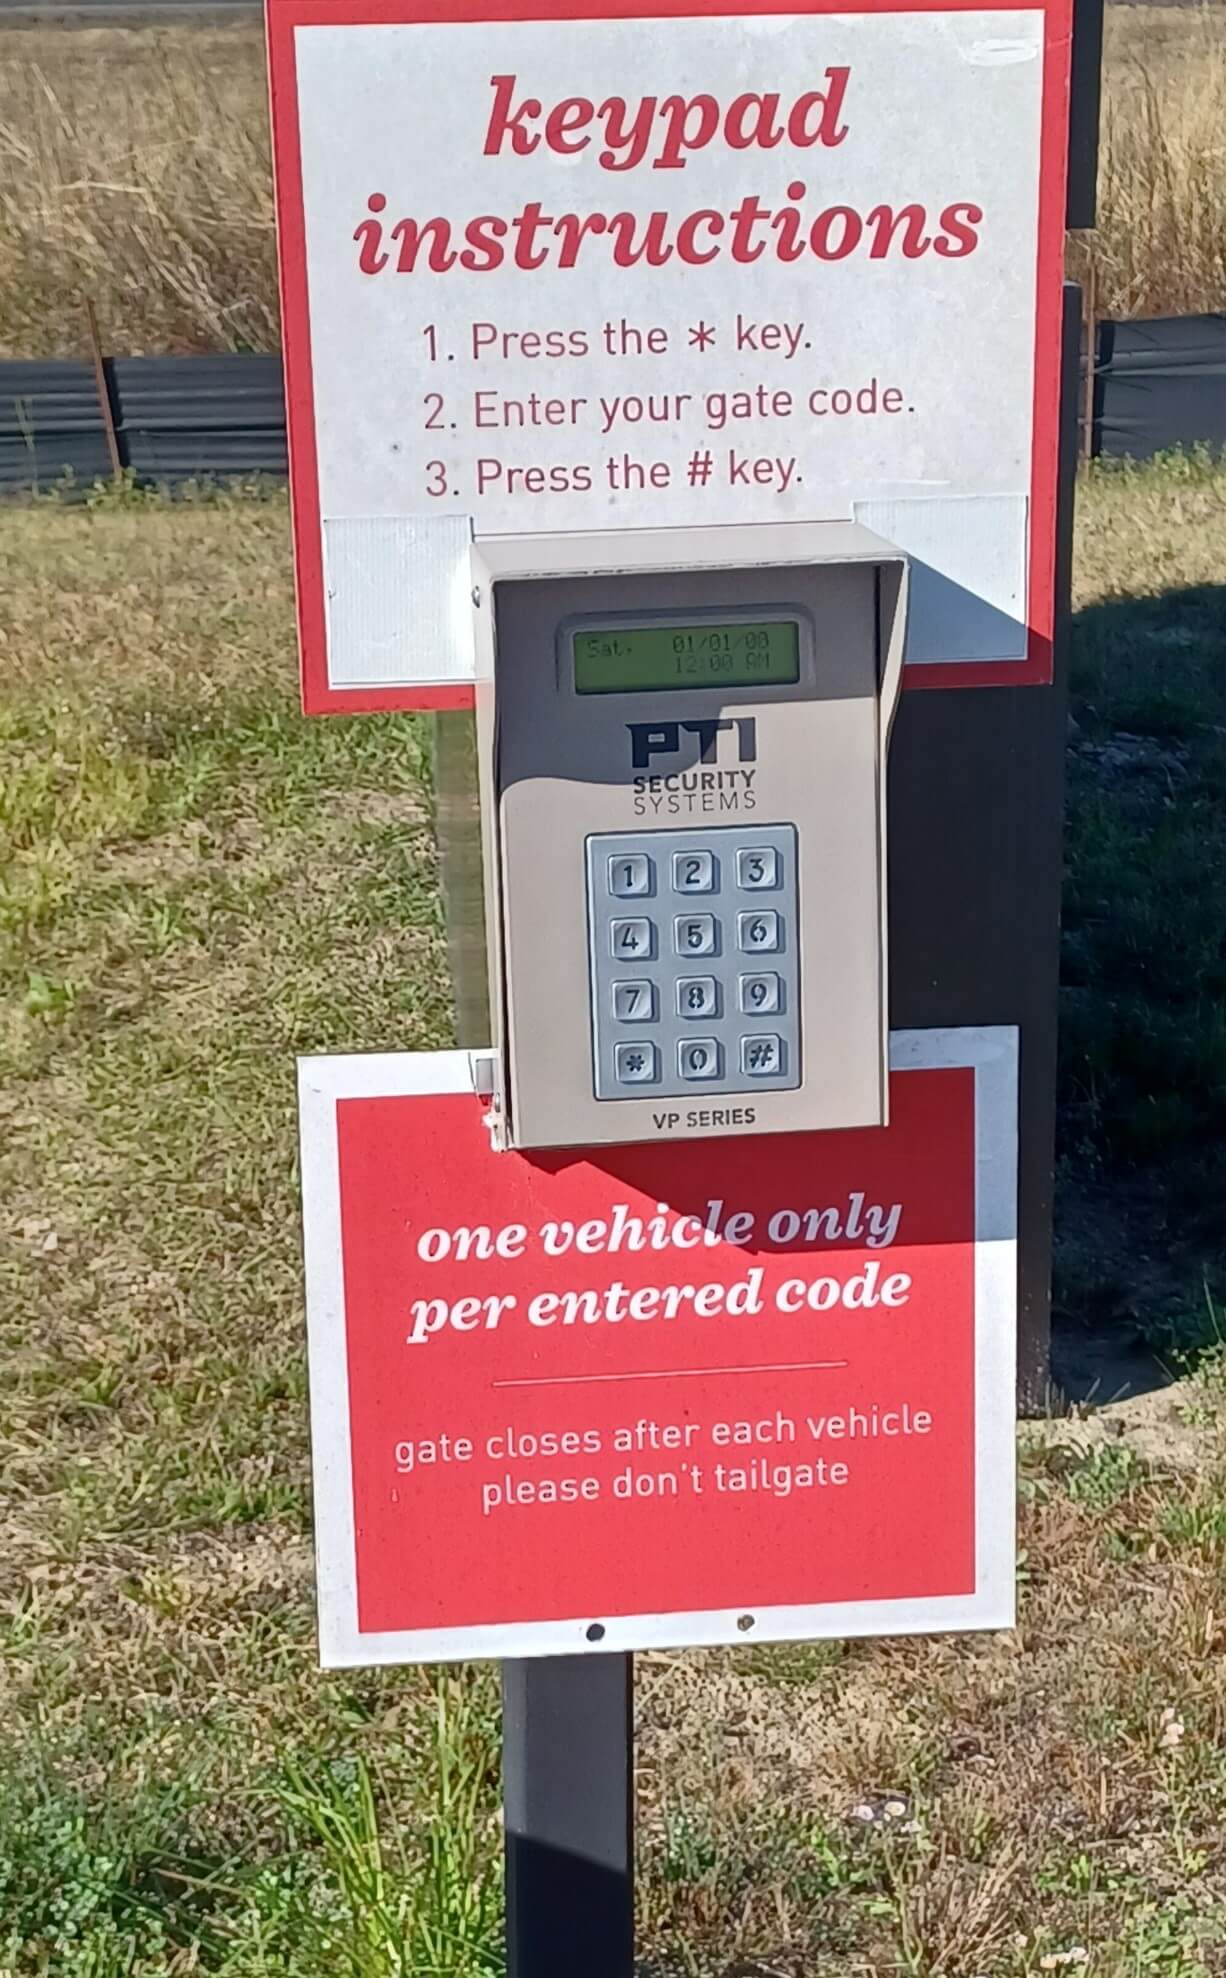 keypad
instructions
1. Press the * key.
2. Enter your gate code.
3. Press the # key.
Sat. 01/01/00
12:00 AM
PTI
SECURITY
SYSTEMS
1 2 3
4 5 6
7 8 9
* 0 #
VP SERIES
one vehicle only
per entered code
gate closes after each vehicle
please don't tailgate